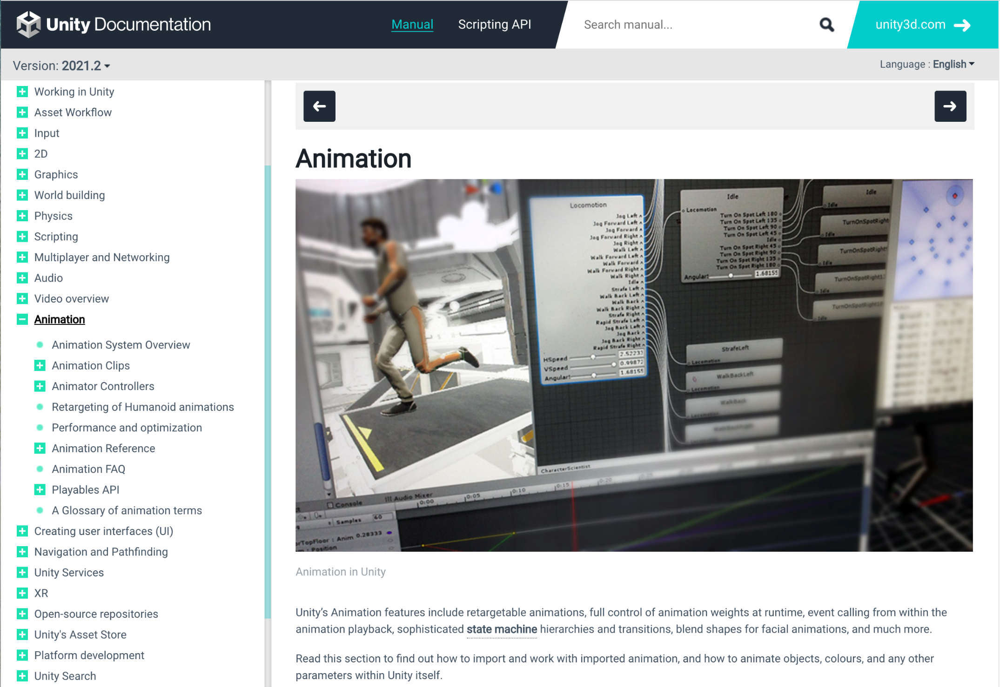 Unity Documentation
Manual
Scripting API
Search manual...
unity3d.com
Version: 2021.2
Language : English
Working in Unity
Asset Workflow
Input
2D
Graphics
World building
Physics
Scripting
Multiplayer and Networking
Audio
Video overview
Animation
Animation System Overview
Animation Clips
Animator Controllers
Retargeting of Humanoid animations
Performance and optimization
Animation Reference
Animation FAQ
Playables API
A Glossary of animation terms
Creating user interfaces (UI)
Navigation and Pathfinding
Unity Services
XR
Open-source repositories
Unity's Asset Store
Platform development
Unity Search
Animation
Locomotion
Jog Left
Jog Forward Left
Jog Forward
Jog Forward Right
Jog Right
Walk Left
Walk Forward Left
Walk Forward
Walk Forward Right
Walk Right
Idle
Strafe Left
Walk Back Left
Walk Back
Walk Back Right
Strafe Right
Rapid Strafe Left
Jog Back Left
Jog Back
Jog Back Right
Rapid Strafe Right
HSpeed 2.52233
VSpeed 0.99872
Angular 1.68155
Idle
Locomotion
Turn On Spot Left 180
Turn On Spot Left 135
Turn On Spot Left 90
Turn On Spot Left 45
Idle
Turn On Spot Right 45
Turn On Spot Right 90
Turn On Spot Right 135
Turn On Spot Right 180
Angular 1.68155
Idle
Idle
TurnOnSpotRight
Idle
TurnOnSpotRight
Idle
TurnOnSpotRight
Idle
TurnOnSpotRight
Idle
StrafeLeft
Locomotion
WalkBackLeft
Locomotion
WalkBack
Locomotion
WalkBackRight
CharacterScientist
Console
Audio Mixer
0:00
0:05
0:10
0:15
0:20
0:25
Samples 60
rTopFloor : Anim 0.28333
: Position
Animation in Unity
Unity’s Animation features include retargetable animations, full control of animation weights at runtime, event calling from within the
animation playback, sophisticated state machine hierarchies and transitions, blend shapes for facial animations, and much more.
Read this section to find out how to import and work with imported animation, and how to animate objects, colours, and any other
parameters within Unity itself.